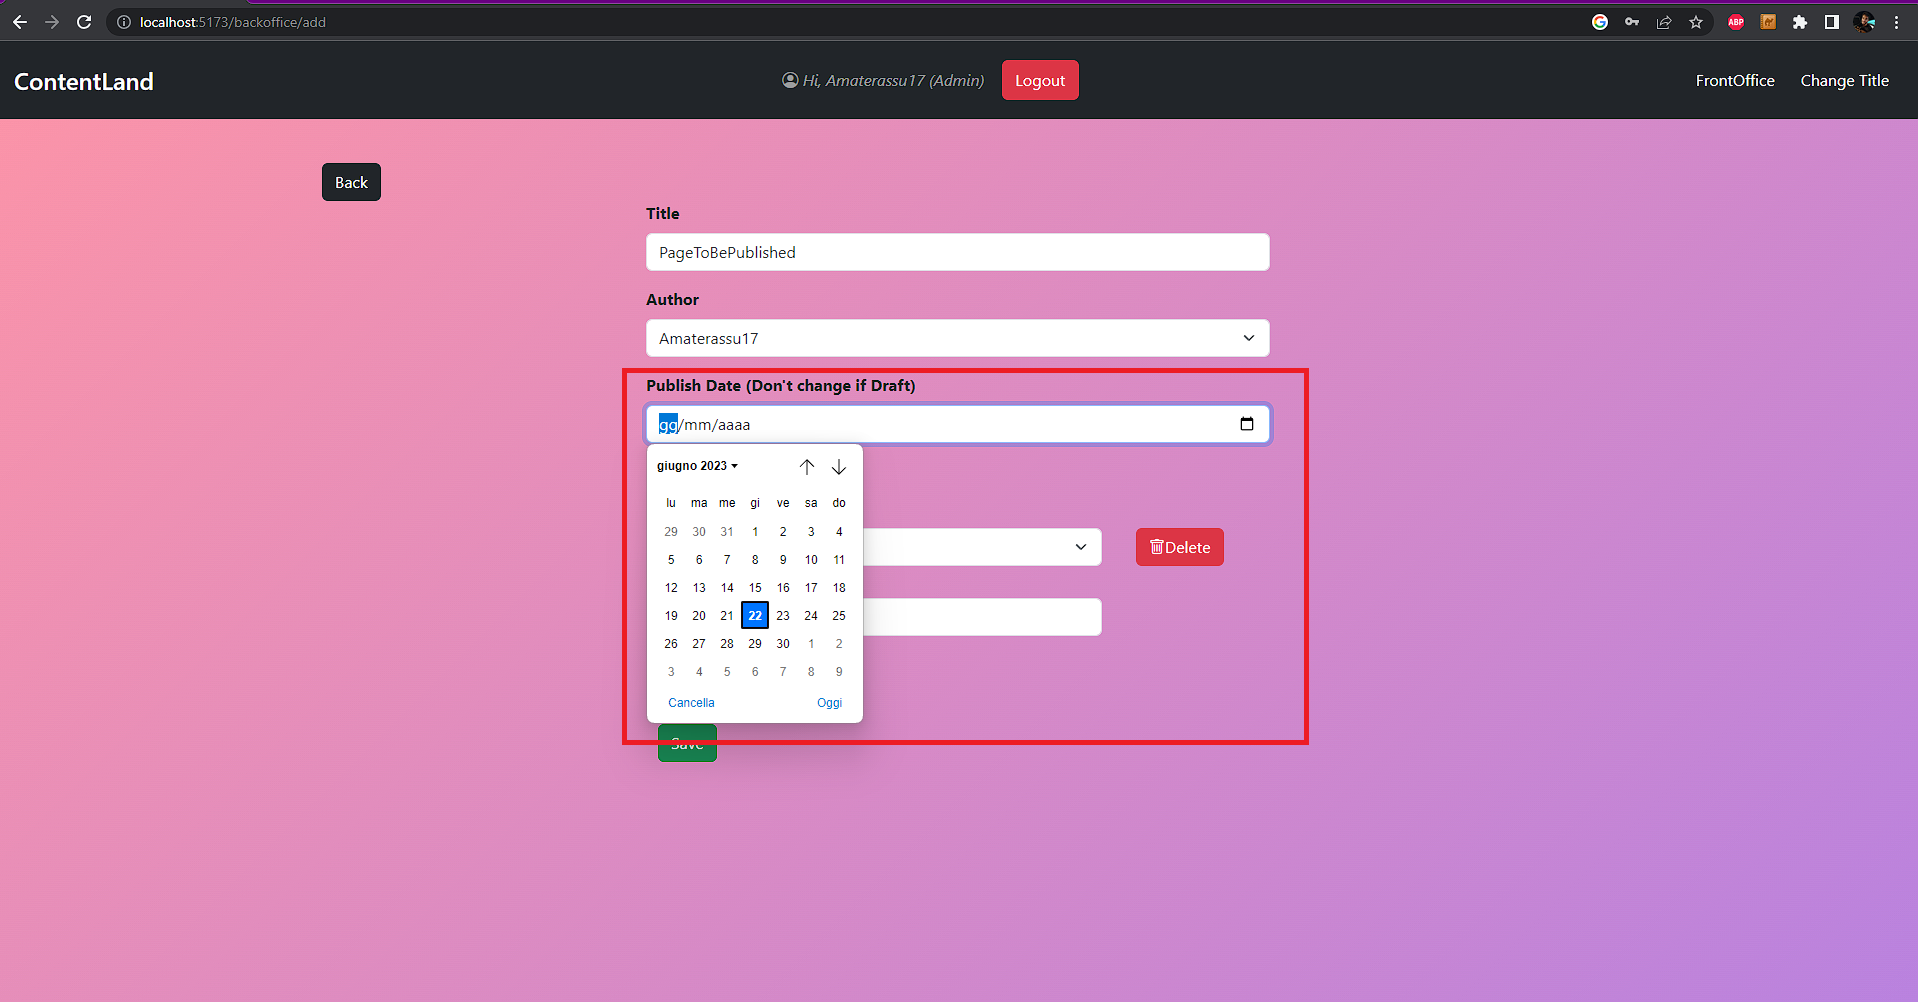 localhost:5173/backoffice/add
ABP
ContentLand
Hi, Amaterassu17 (Admin)
Logout
FrontOffice
Change Title
Back
Title
PageToBePublished
Author
Amaterassu17
Publish Date (Don't change if Draft)
gg/mm/aaaa
giugno 2023
lu ma me gi ve sa do
29 30 31 1 2 3 4
5 6 7 8 9 10 11
12 13 14 15 16 17 18
19 20 21 22 23 24 25
26 27 28 29 30 1 2
3 4 5 6 7 8 9
Cancella Oggi
Delete
Save